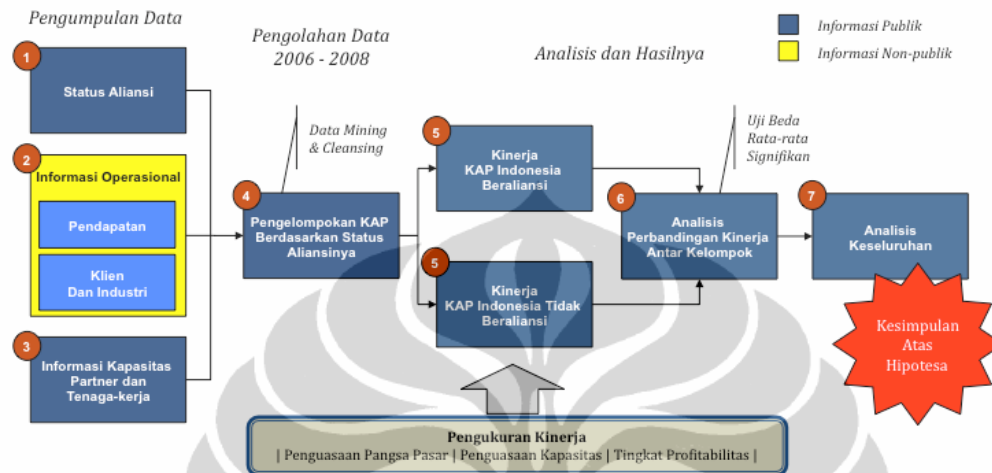 Pengumpulan Data
Pengolahan Data
2006 - 2008
Analisis dan Hasilnya
Informasi Publik
Informasi Non-publik
1
Status Aliansi
2
Informasi Operasional
Pendapatan
Klien
Dan Industri
3
Informasi Kapasitas
Partner dan
Tenaga-kerja
Data Mining
& Cleansing
4
Pengelompokan KAP
Berdasarkan Status
Aliansinya
5
Kinerja
KAP Indonesia
Beraliansi
5
Kinerja
KAP Indonesia Tidak
Beraliansi
Uji Beda
Rata-rata
Signifikan
6
Analisis
Perbandingan Kinerja
Antar Kelompok
7
Analisis
Keseluruhan
Kesimpulan
Atas
Hipotesa
Pengukuran Kinerja
| Penguasaan Pangsa Pasar | Penguasaan Kapasitas | Tingkat Profitabilitas |